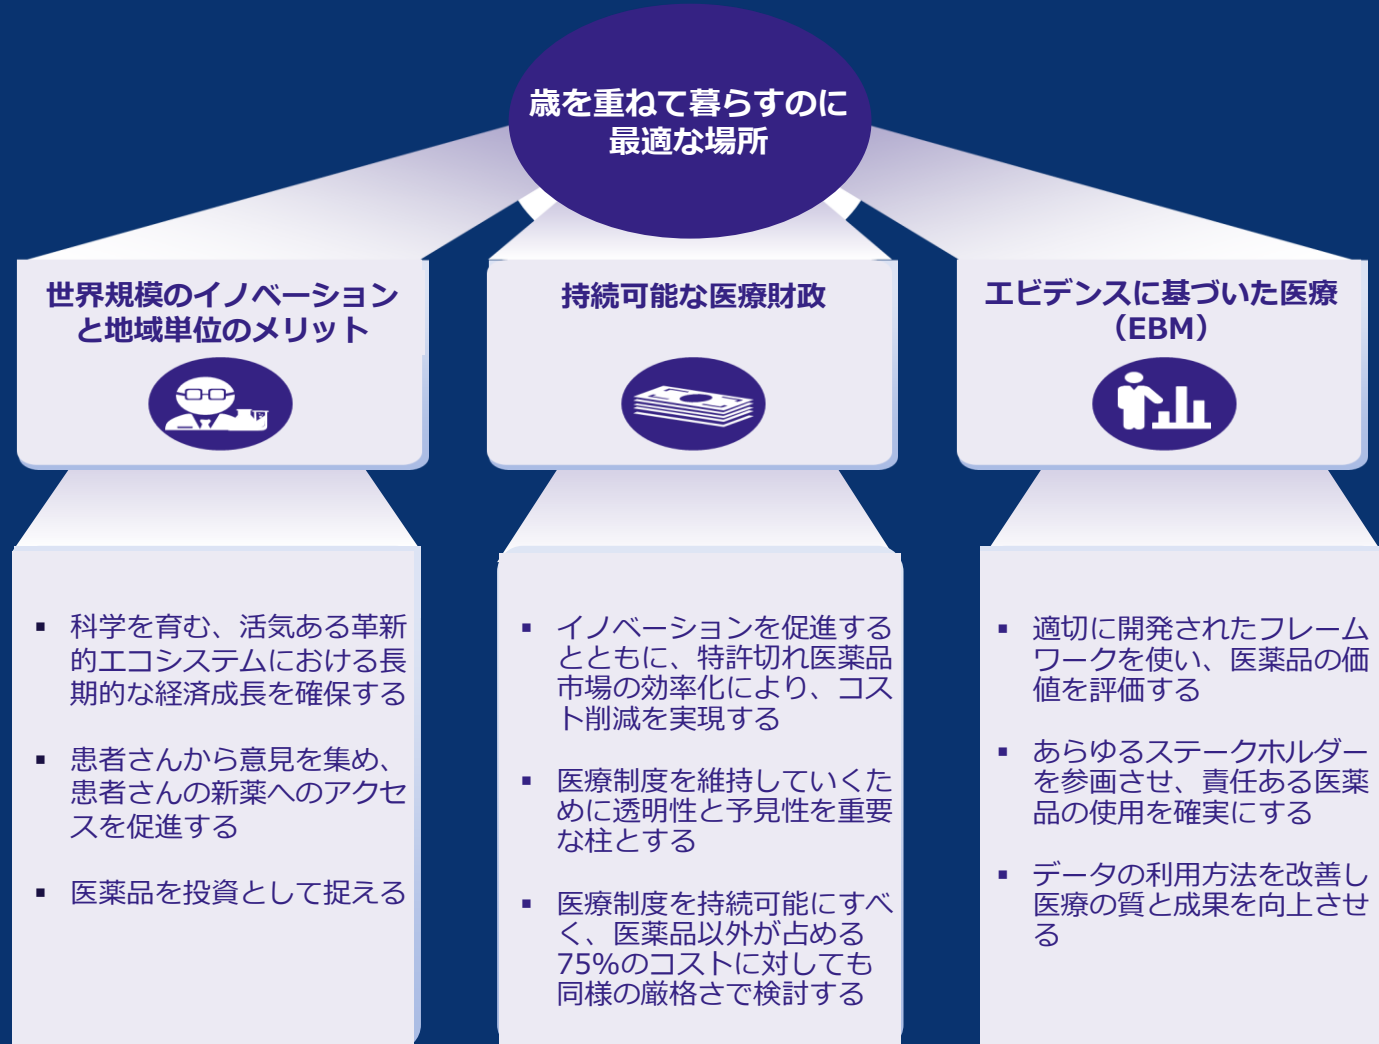 歳を重ねて暮らすのに
最適な場所
世界規模のイノベーション
と地域単位のメリット
持続可能な医療財政
エビデンスに基づいた医療
（EBM）
▪ 科学を育む、活気ある革新
的エコシステムにおける長
期的な経済成長を確保する
▪ 患者さんから意見を集め、
患者さんの新薬へのアクセ
スを促進する
▪ 医薬品を投資として捉える
▪ イノベーションを促進する
とともに、特許切れ医薬品
市場の効率化により、コス
ト削減を実現する
▪ 医療制度を維持していくた
めに透明性と予見性を重要
な柱とする
▪ 医療制度を持続可能にすべ
く、医薬品以外が占める
75%のコストに対しても
同様の厳格さで検討する
▪ 適切に開発されたフレーム
ワークを使い、医薬品の価
値を評価する
▪ あらゆるステークホルダー
を参画させ、責任ある医薬
品の使用を確実にする
▪ データの利用方法を改善し
医療の質と成果を向上させ
る